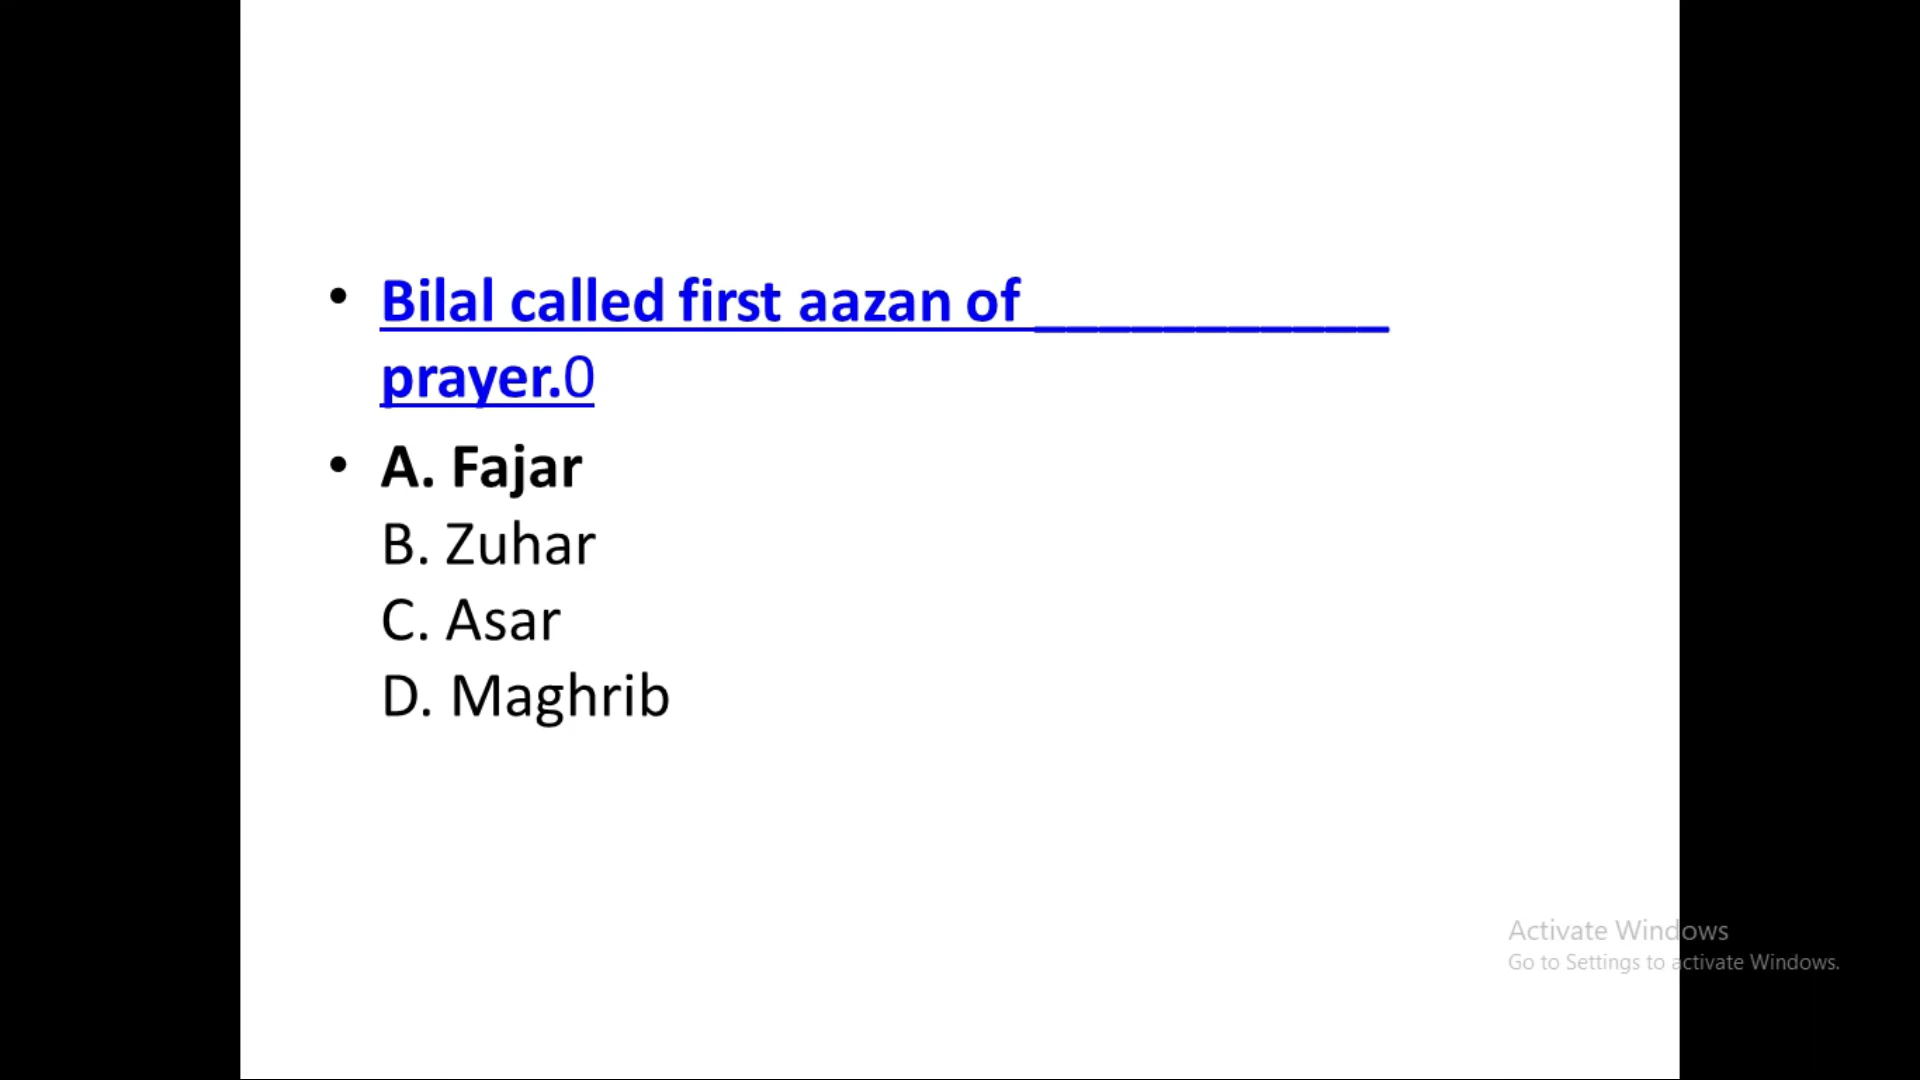 • Bilal called first aazan of ___________
prayer.0
• A. Fajar
B. Zuhar
C. Asar
D. Maghrib
Activate Windows
Go to Settings to activate Windows.